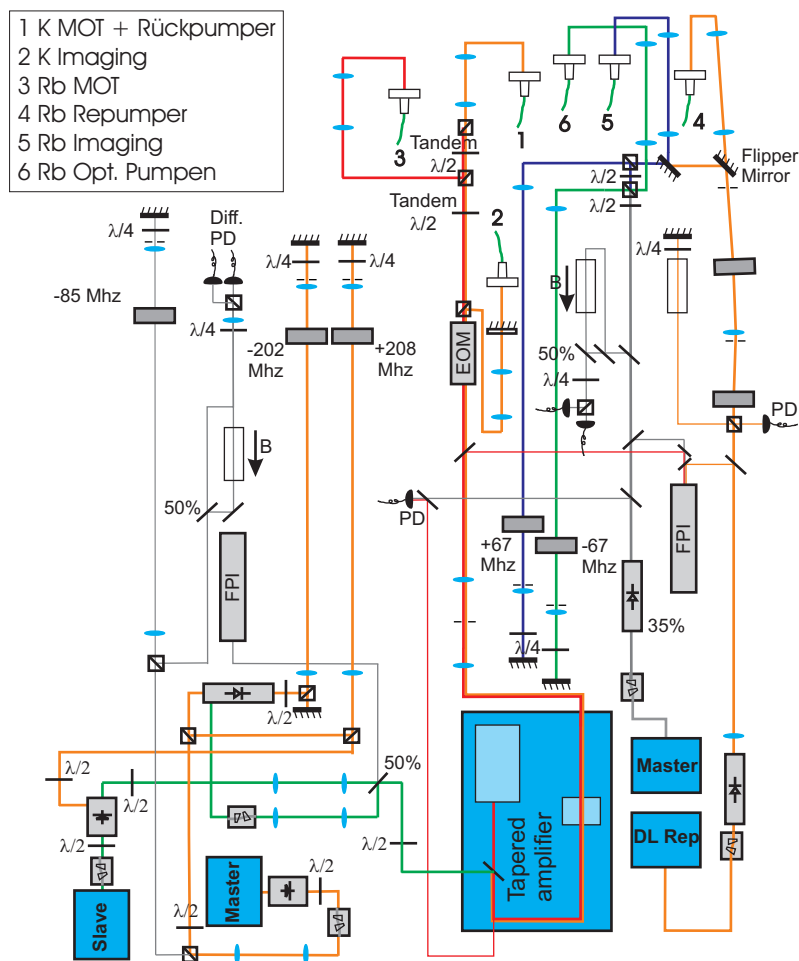 1 K MOT + Rückpumper
2 K Imaging
3 Rb MOT
4 Rb Repumper
5 Rb Imaging
6 Rb Opt. Pumpen
3
Tandem
λ/2
1
6
5
4
Flipper
Mirror
λ/2
λ/2
Tandem
λ/2
2
λ/4
Diff.
PD
λ/4
λ/4
λ/4
-85 Mhz
λ/4
-202
Mhz
+208
Mhz
EOM
B
50%
λ/4
PD
B
50%
PD
FPI
+67
Mhz
-67
Mhz
FPI
35%
λ/4
λ/2
λ/2
λ/2
50%
λ/2
λ/2
Slave
Master
λ/2
λ/2
Tapered
amplifier
Master
DL Rep